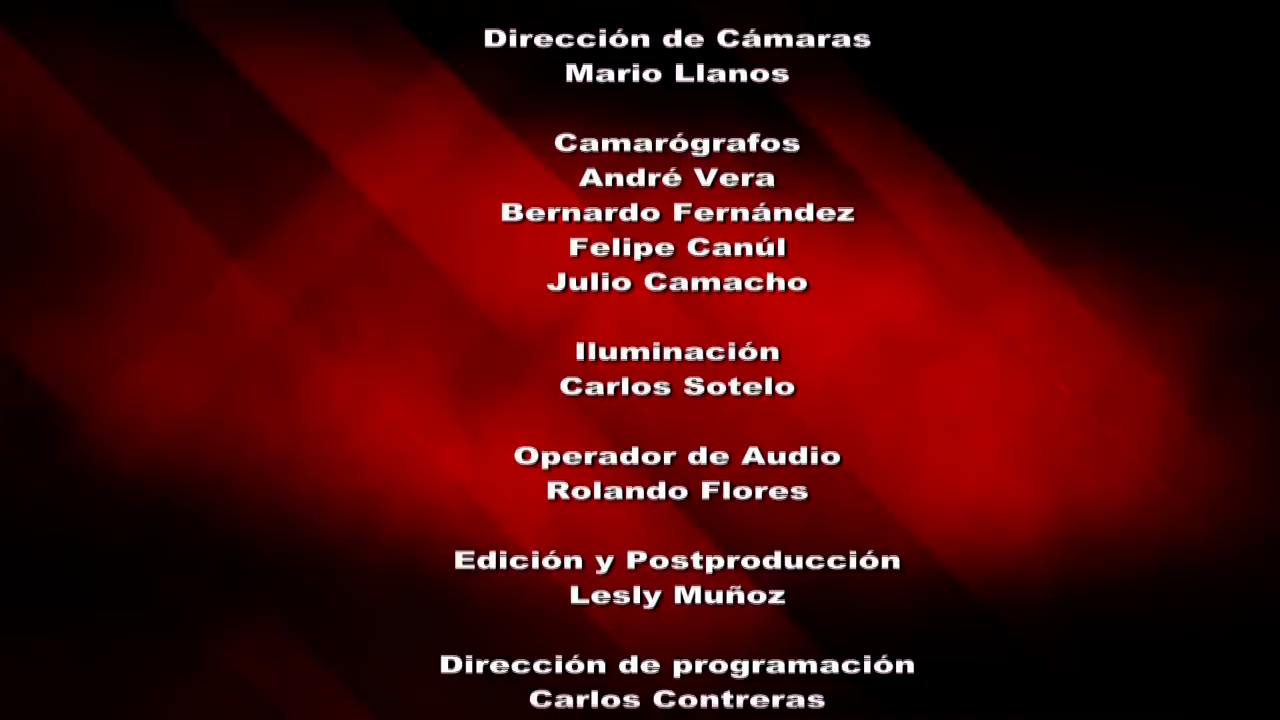 Dirección de Cámaras
Mario Llanos
Camarógrafos
André Vera
Bernardo Fernández
Felipe Canúl
Julio Camacho
Iluminación
Carlos Sotelo
Operador de Audio
Rolando Flores
Edición y Postproducción
Lesly Muñoz
Dirección de programación
Carlos Contreras